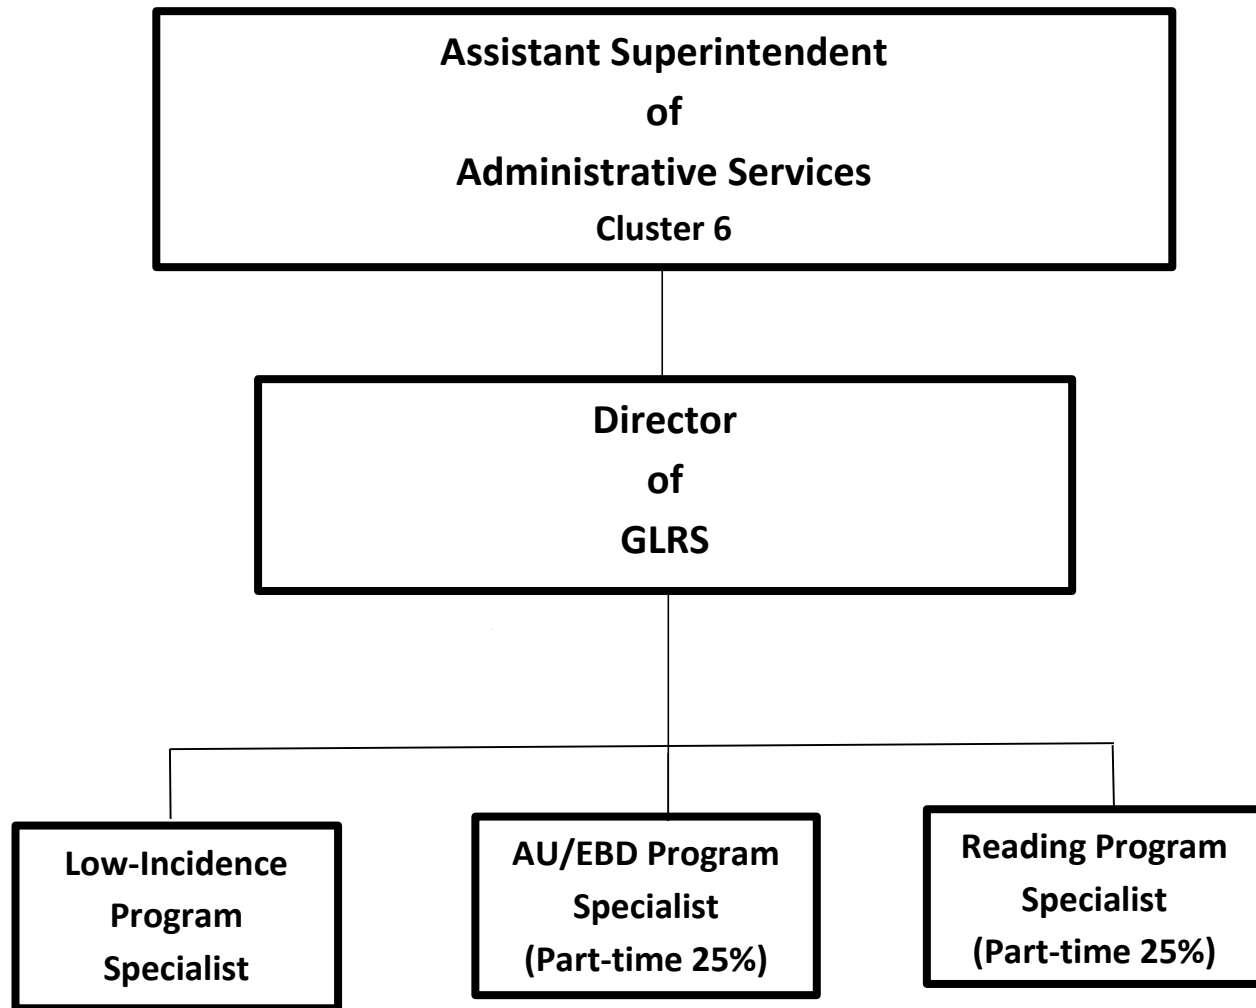 Assistant Superintendent
of
Administrative Services
Cluster 6
Director
of
GLRS
Low-Incidence
Program
Specialist
AU/EBD Program
Specialist
(Part-time 25%)
Reading Program
Specialist
(Part-time 25%)